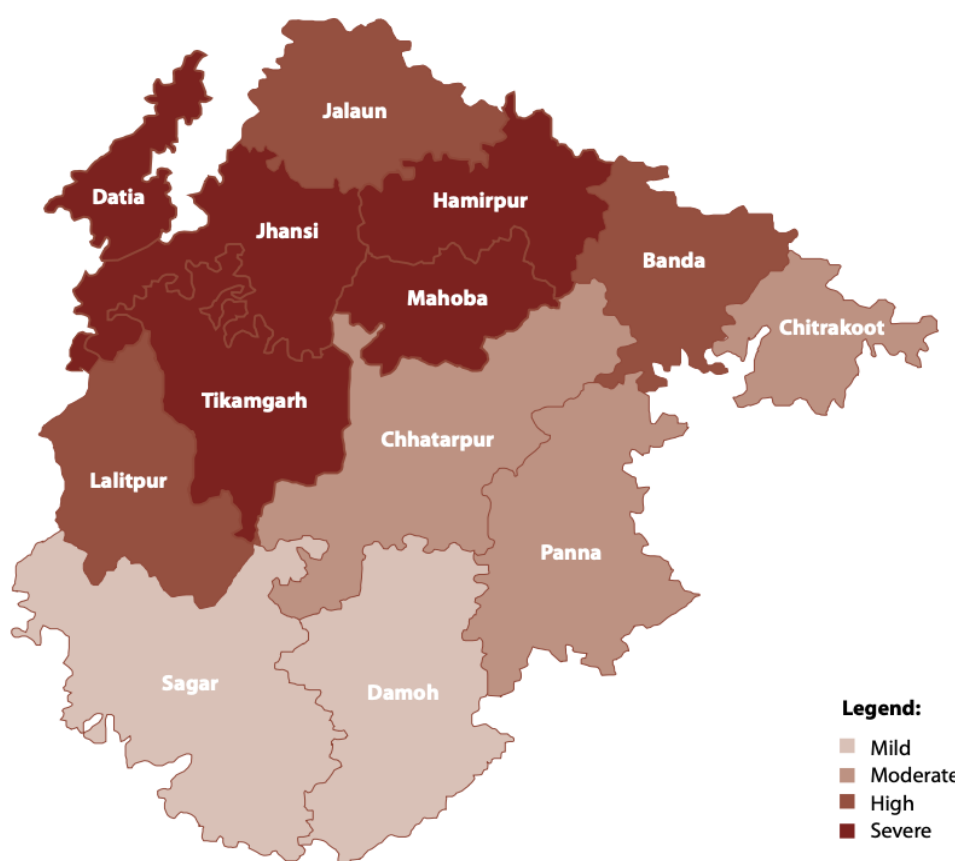 Jalaun
Datia
Hamirpur
Jhansi
Banda
Mahoba
Chitrakoot
Tikamgarh
Chhatarpur
Lalitpur
Panna
Sagar
Damoh
Legend:
Mild
Moderate
High
Severe